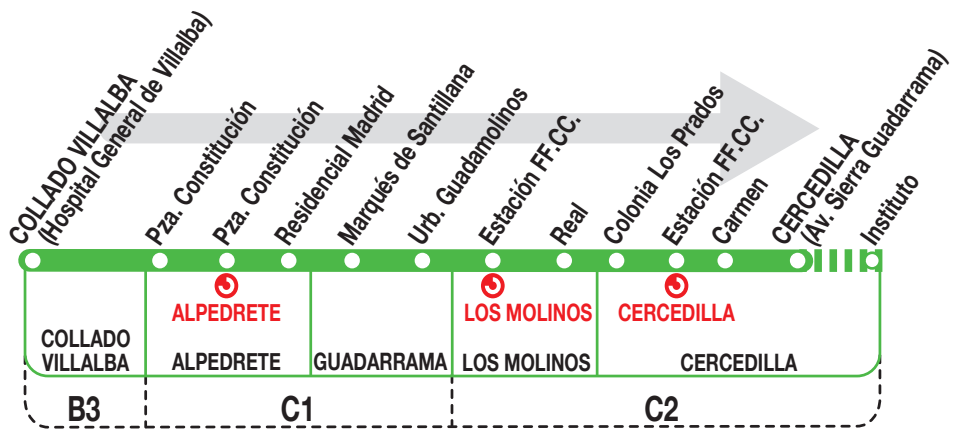 COLLADO VILLALBA
(Hospital General de Villalba)
Pza. Constitución
Pza. Constitución
Residencial Madrid
Marqués de Santillana
Urb. Guadamolinos
Estación FF.CC.
Real
Colonia Los Prados
Estación FF.CC.
Carmen
CERCEDILLA
(Av. Sierra Guadarrama)
Instituto
ALPEDRETE
LOS MOLINOS
CERCEDILLA
COLLADO
VILLALBA
ALPEDRETE
GUADARRAMA
LOS MOLINOS
CERCEDILLA
B3
C1
C2